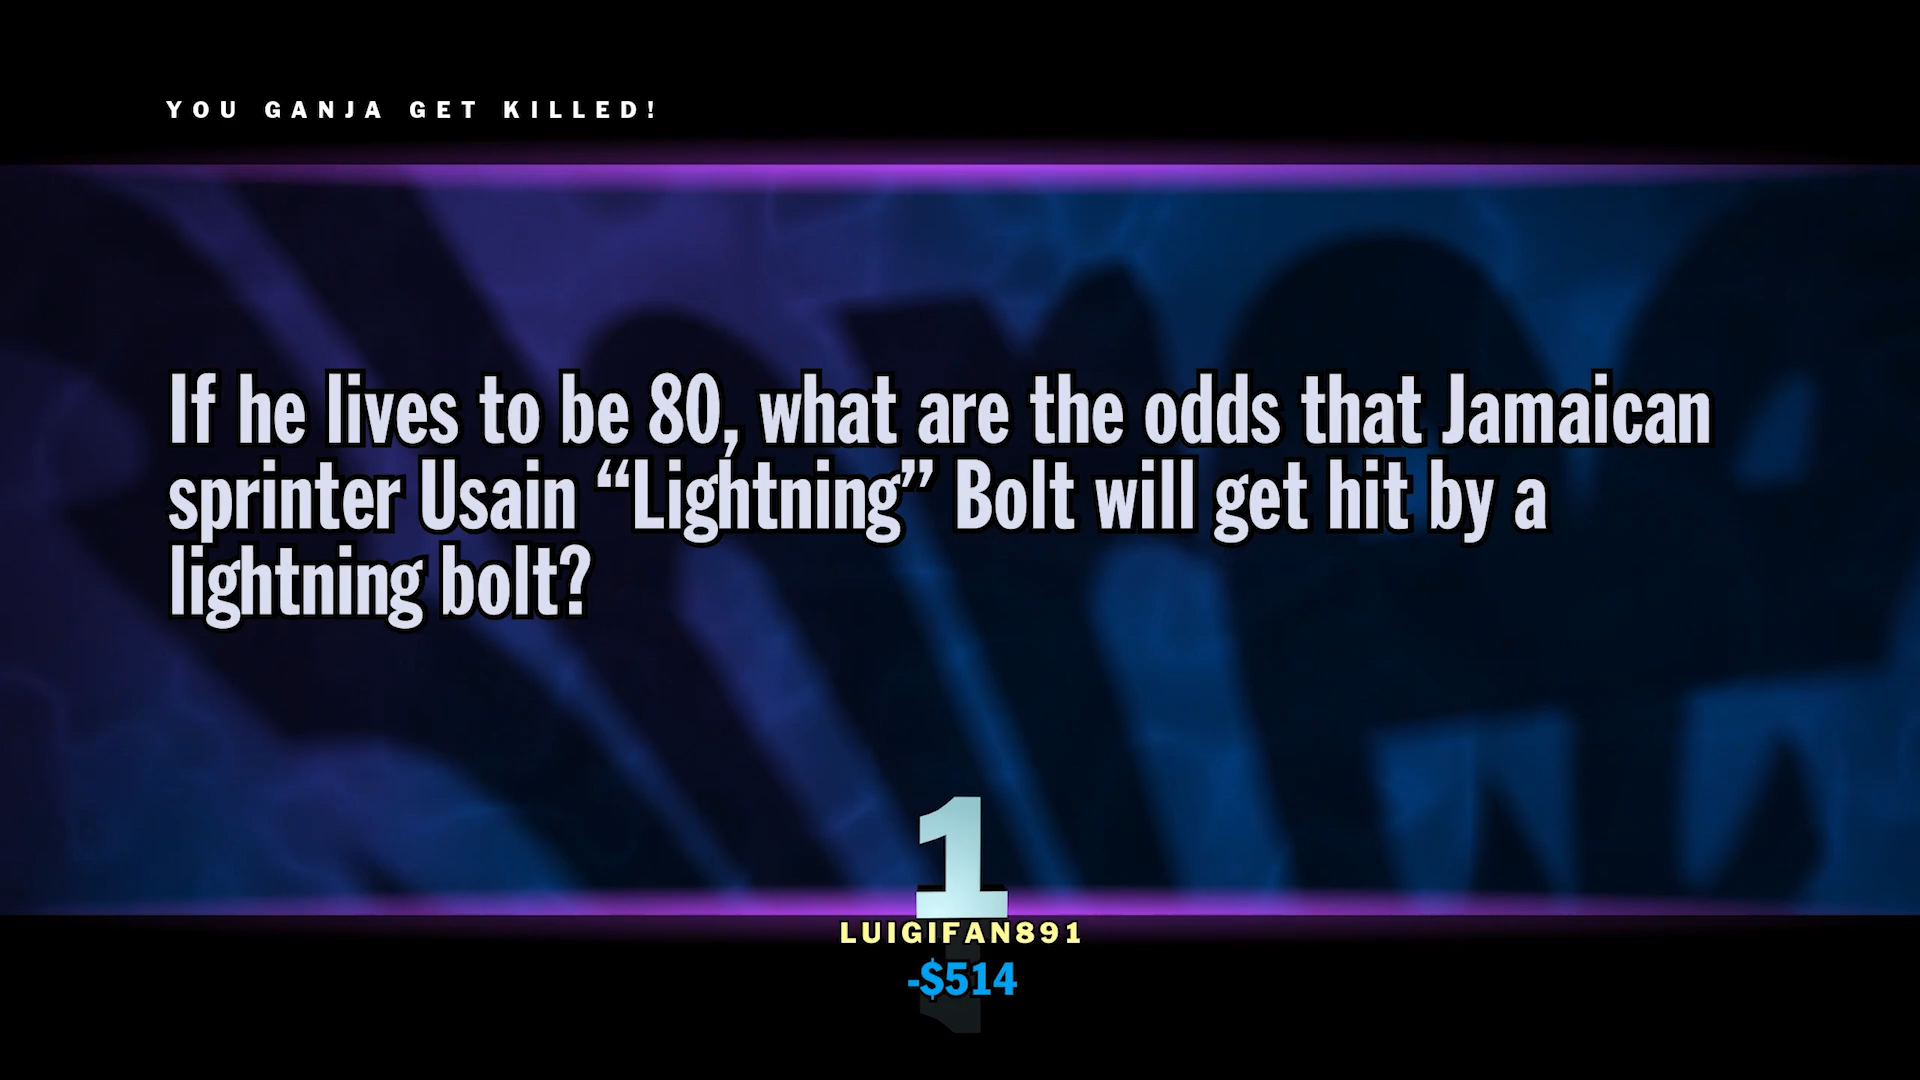 YOU GANJA GET KILLED!
If he lives to be 80, what are the odds that Jamaican
sprinter Usain “Lightning” Bolt will get hit by a
lightning bolt?
1
LUIGIFAN891
-$514